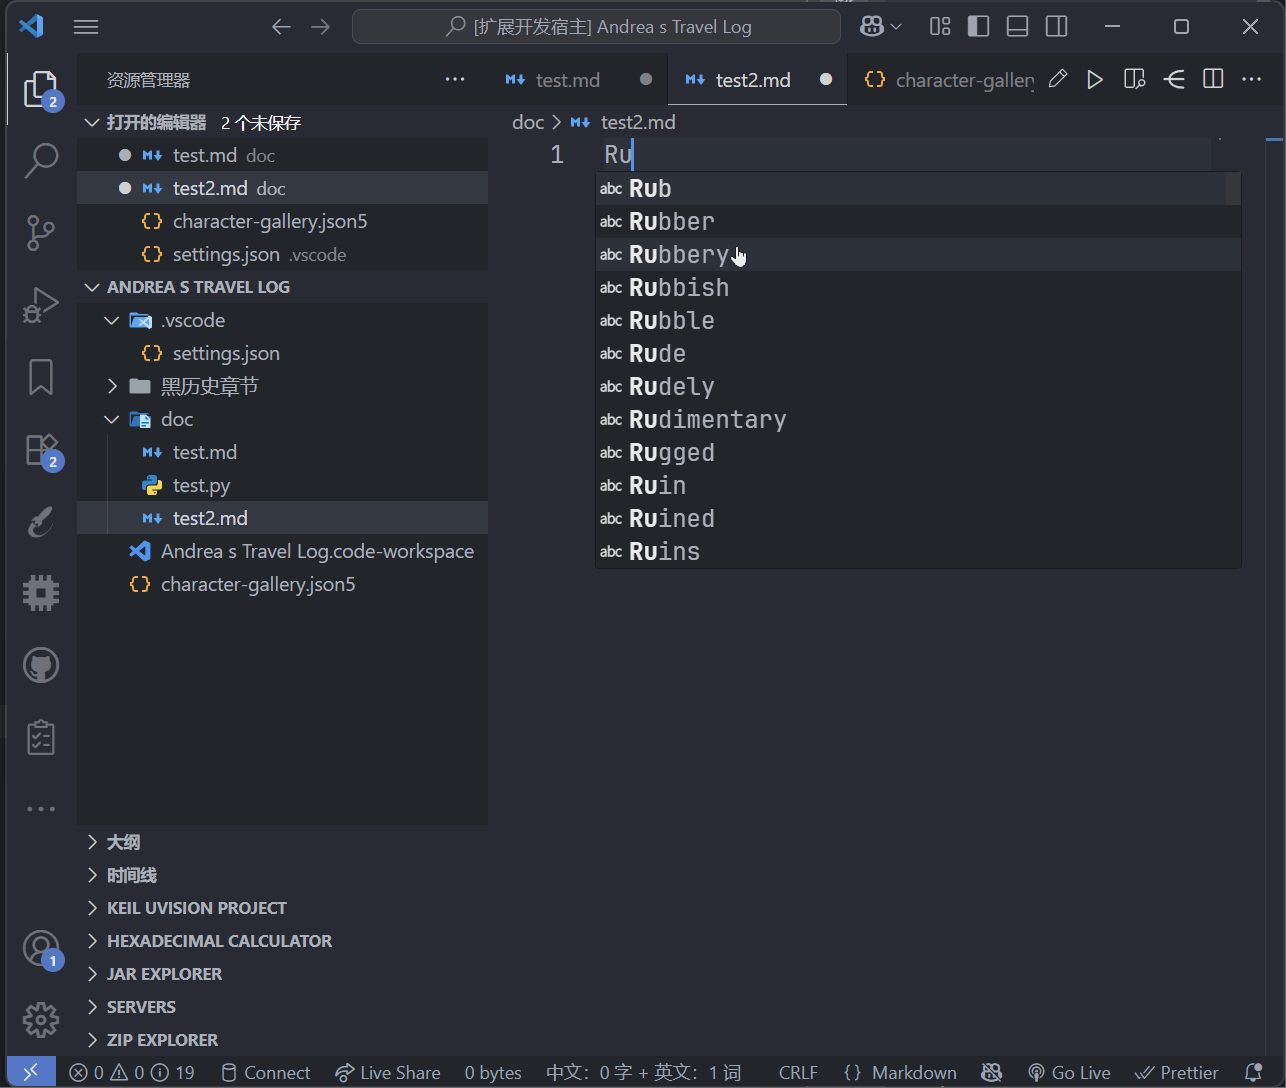 [扩展开发宿主] Andrea s Travel Log
资源管理器
test.md
test2.md
character-gallery
2
打开的编辑器 2 个未保存
test.md doc
test2.md doc
character-gallery.json5
settings.json .vscode
ANDREA S TRAVEL LOG
.vscode
settings.json
黑历史章节
doc
test.md
test.py
test2.md
Andrea s Travel Log.code-workspace
character-gallery.json5
2
doc > test2.md
1 Ru
abc Rub
abc Rubber
abc Rubbery
abc Rubbish
abc Rubble
abc Rude
abc Rudely
abc Rudimentary
abc Rugged
abc Ruin
abc Ruined
abc Ruins
大纲
时间线
KEIL UVISION PROJECT
HEXADECIMAL CALCULATOR
JAR EXPLORER
SERVERS
ZIP EXPLORER
1
0 0 19 Connect Live Share 0 bytes 中文：0 字 + 英文：1 词 CRLF {} Markdown Go Live Prettier